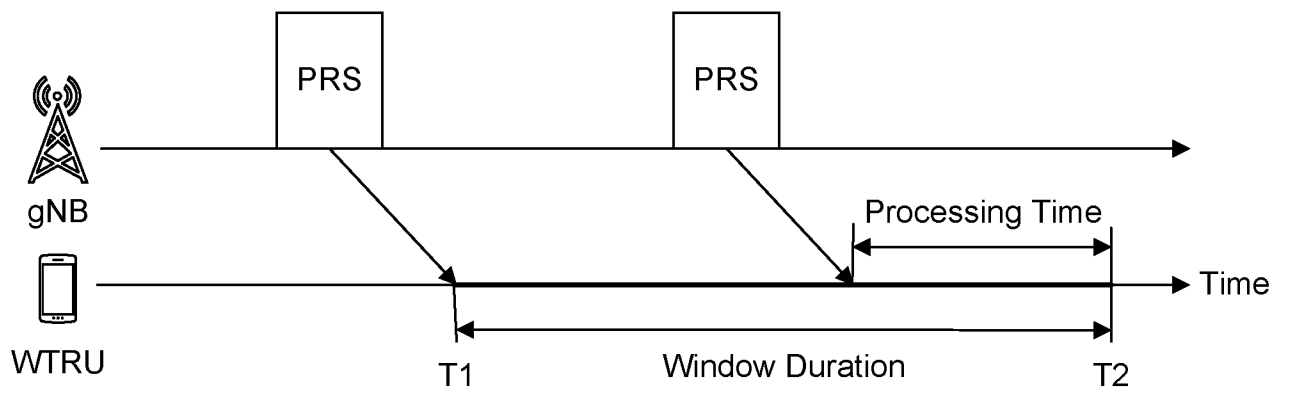 PRS
PRS
gNB
Processing Time
Time
WTRU
T1
Window Duration
T2